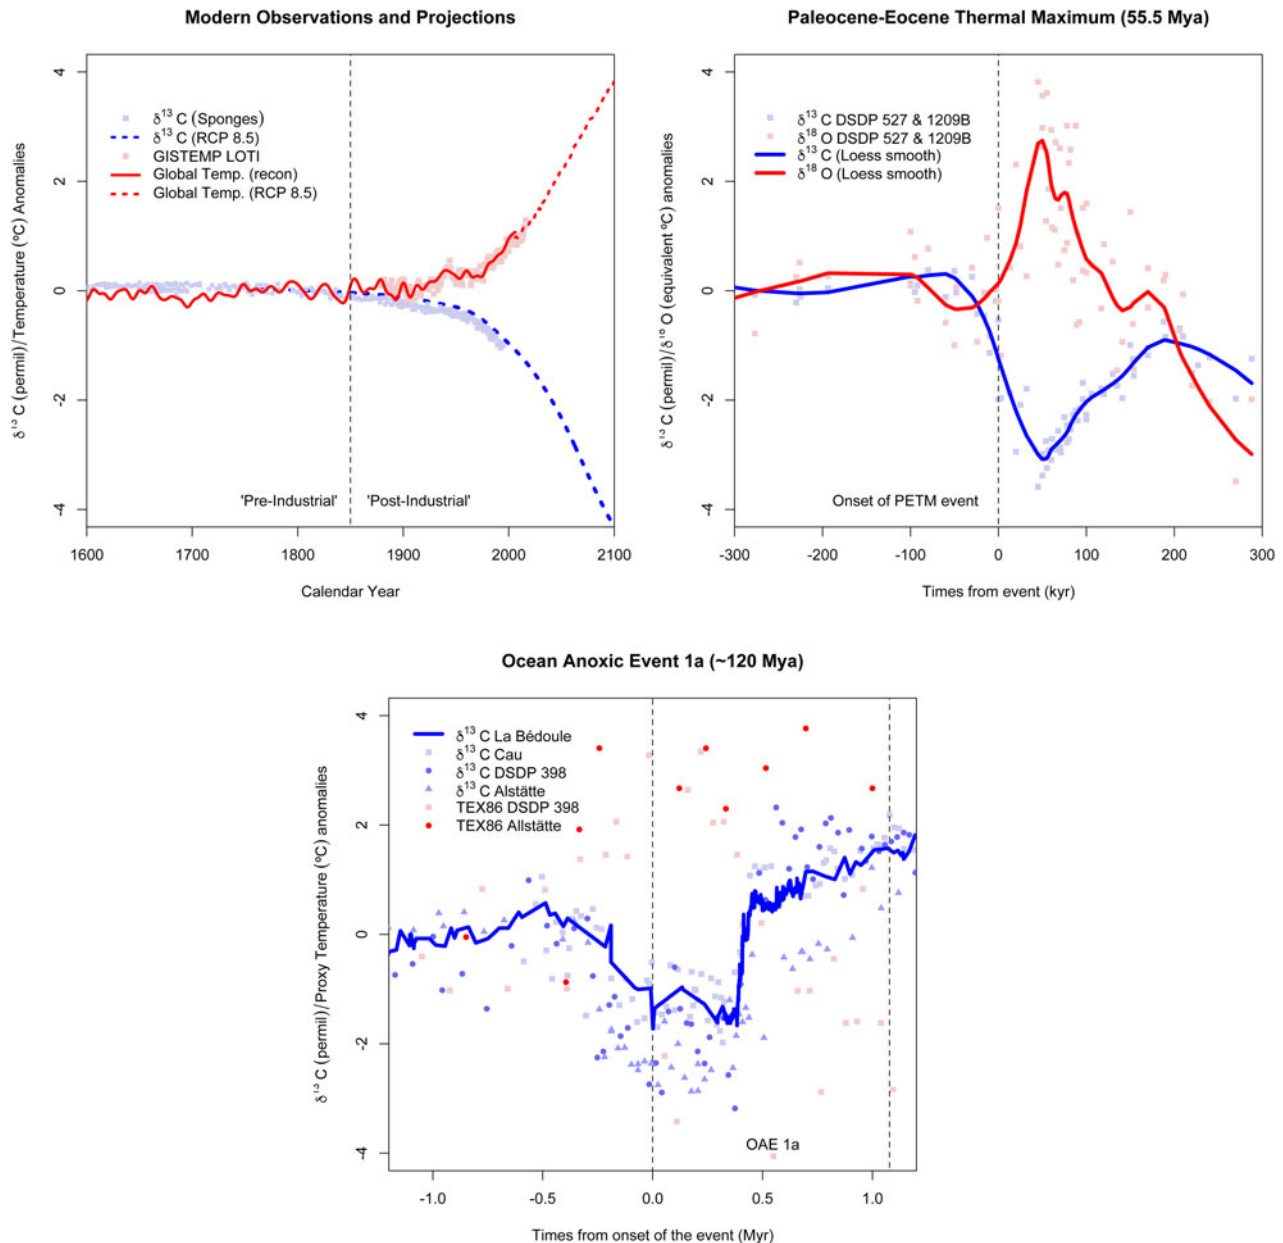 Modern Observations and Projections
δ¹³ C (permil)/Temperature (ºC) Anomalies
4
2
0
-2
-4
δ¹³ C (Sponges)
δ¹³ C (RCP 8.5)
GISTEMP LOTI
Global Temp. (recon)
Global Temp. (RCP 8.5)
'Pre-Industrial'
'Post-Industrial'
1600
1700
1800
1900
2000
2100
Calendar Year
Paleocene-Eocene Thermal Maximum (55.5 Mya)
δ¹³ C (permil)/δ¹⁸ O (equivalent ºC) anomalies
4
2
0
-2
-4
δ¹³ C DSDP 527 & 1209B
δ¹⁸ O DSDP 527 & 1209B
δ¹³ C (Loess smooth)
δ¹⁸ O (Loess smooth)
Onset of PETM event
-300
-200
-100
0
100
200
300
Times from event (kyr)
Ocean Anoxic Event 1a (~120 Mya)
δ¹³ C (permil)/Proxy Temperature (ºC) anomalies
4
2
0
-2
-4
δ¹³ C La Bédoule
δ¹³ C Cau
δ¹³ C DSDP 398
δ¹³ C Alstätte
TEX86 DSDP 398
TEX86 Allstätte
OAE 1a
-1.0
-0.5
0.0
0.5
1.0
Times from onset of the event (Myr)